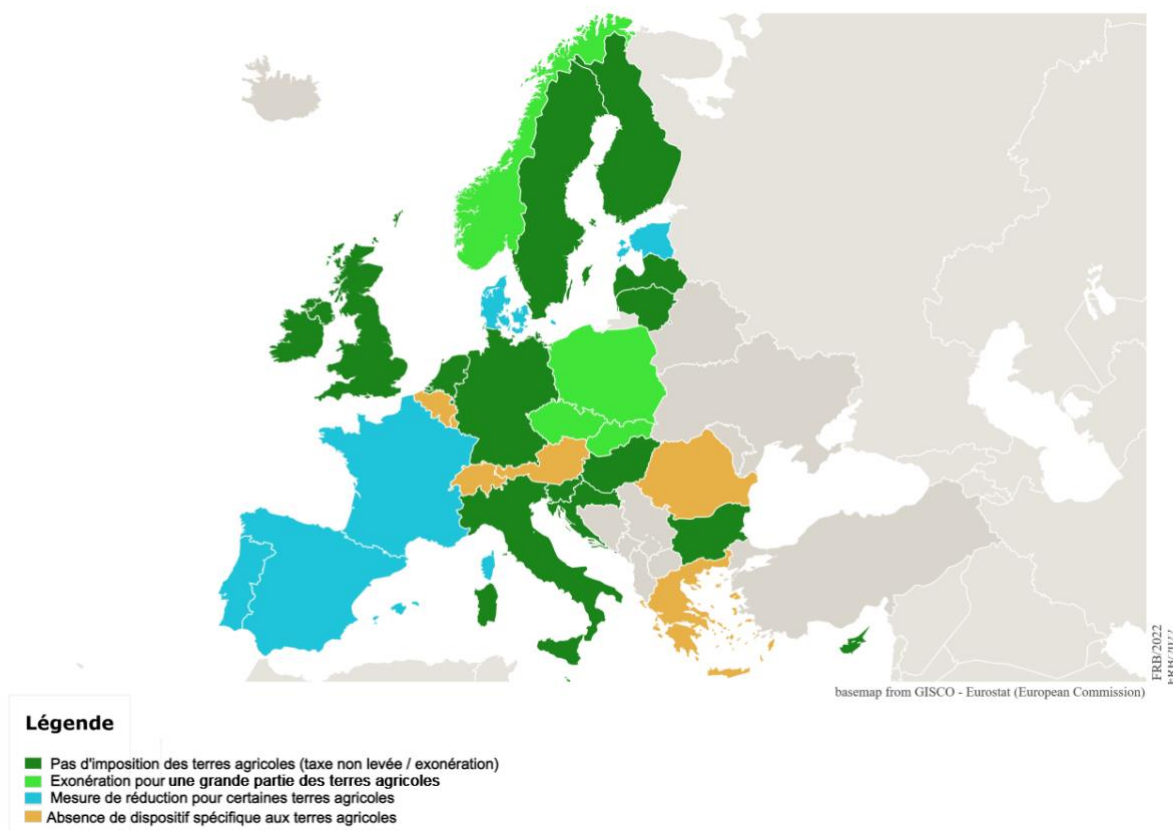 FRB/2022
FRB/2022
basemap from GISCO - Eurostat (European Commission)
Légende
Pas d'imposition des terres agricoles (taxe non levée / exonération)
Exonération pour une grande partie des terres agricoles
Mesure de réduction pour certaines terres agricoles
Absence de dispositif spécifique aux terres agricoles